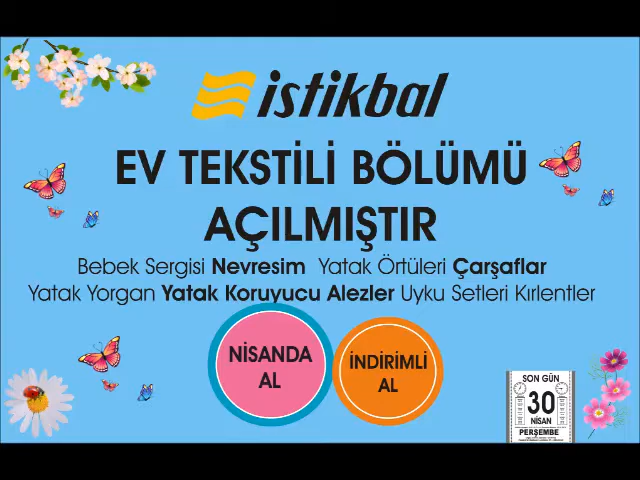 istikbal
EV TEKSTİLİ BÖLÜMÜ
AÇILMIŞTIR
Bebek Sergisi Nevresim Yatak Örtüleri Çarşaflar
Yatak Yorgan Yatak Koruyucu Alezler Uyku Setleri Kırlentler
NİSANDA
AL
İNDİRİMLİ
AL
SON GÜN
30
NİSAN
PERŞEMBE